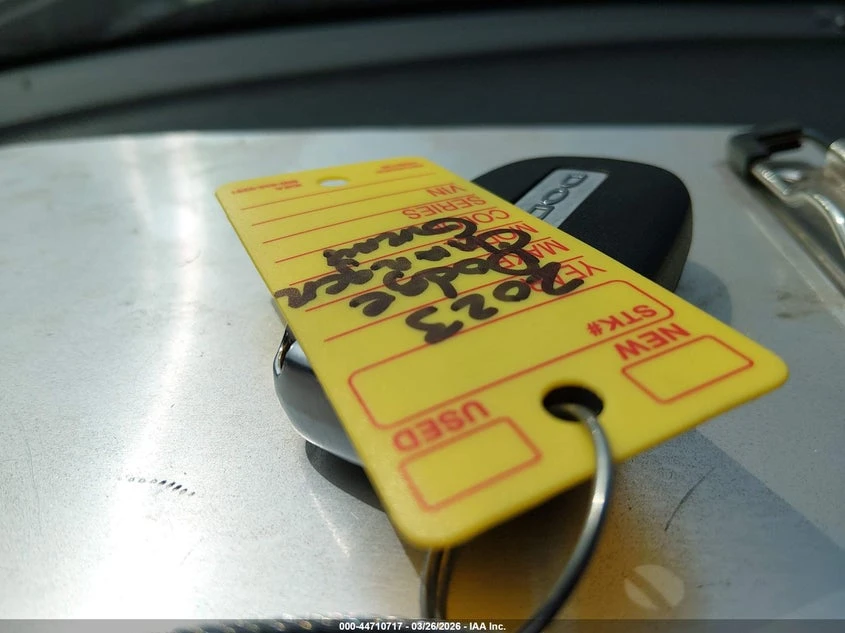 NEW
USED
STK#
2023
YEAR
Dodge
MAKE
Charger
MODEL
COLOR
SERIES
VIN
DODGE
000-44710717 - 03/26/2026 - IAA Inc.